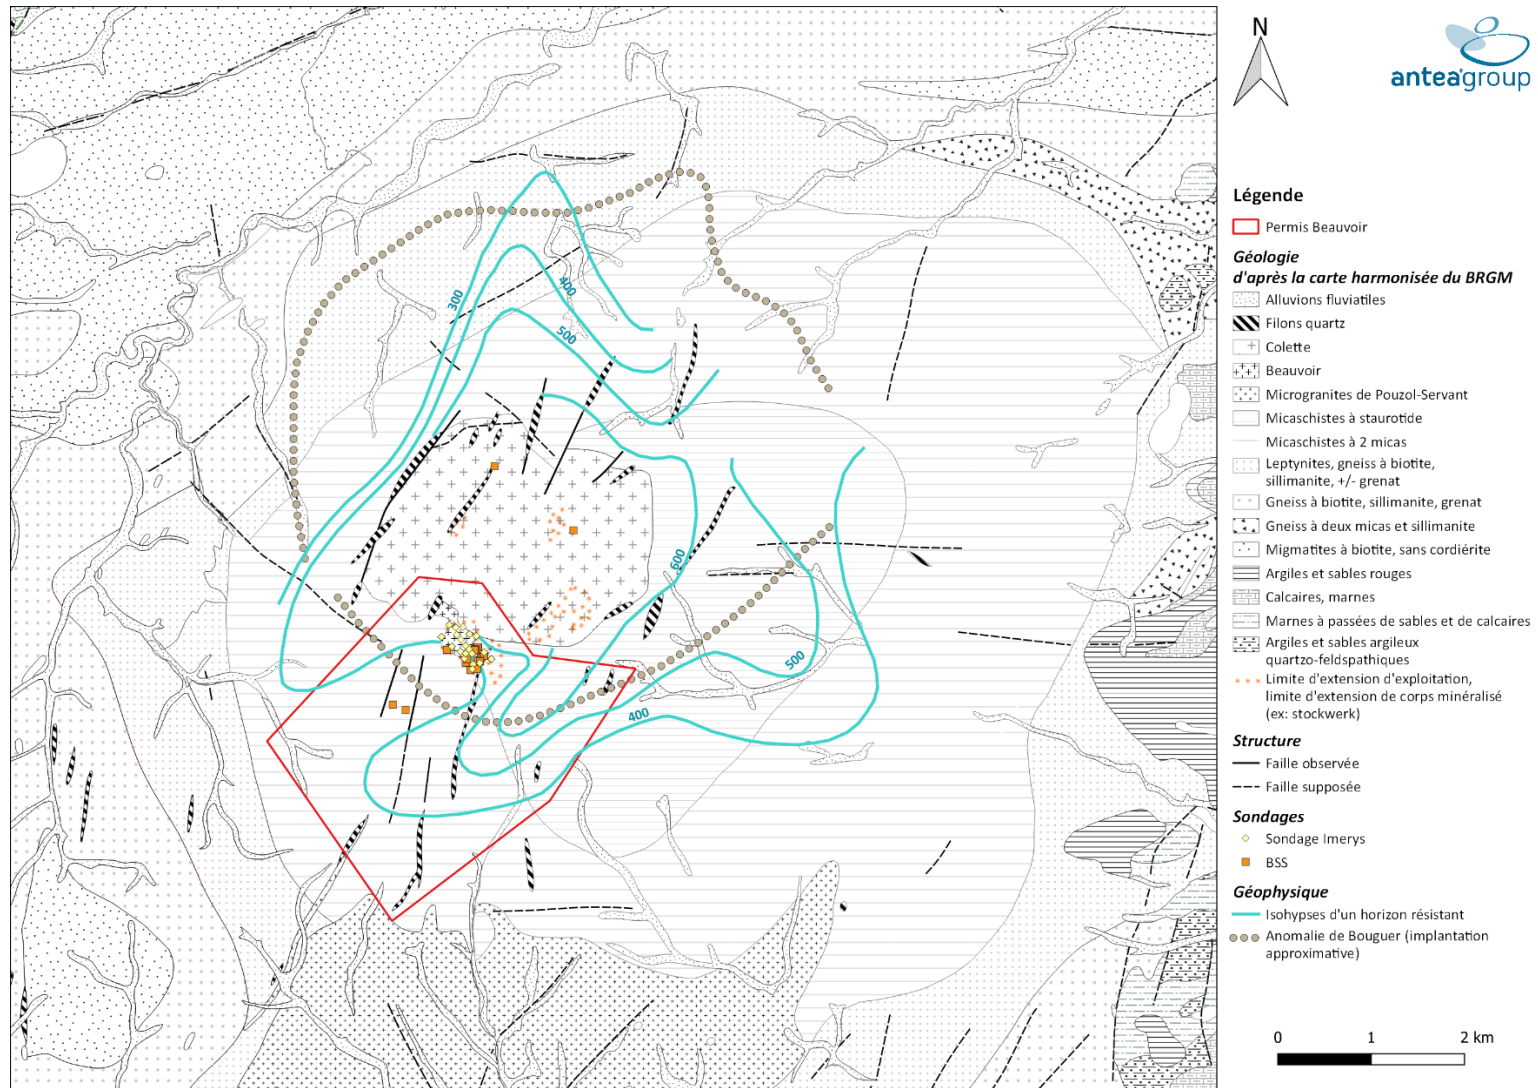 N
anteagroup
Légende
Permis Beauvoir
Géologie
d'après la carte harmonisée du BRGM
Alluvions fluviatiles
Filons quartz
Colette
Beauvoir
Microgranites de Pouzol-Servant
Micaschistes à staurotide
Micaschistes à 2 micas
Leptynites, gneiss à biotite,
sillimanite, +/- grenat
Gneiss à biotite, sillimanite, grenat
Gneiss à deux micas et sillimanite
Migmatites à biotite, sans cordiérite
Argiles et sables rouges
Calcaires, marnes
Marnes à passées de sables et de calcaires
Argiles et sables argileux
quartzo-feldspathiques
Limite d'extension d'exploitation,
limite d'extension de corps minéralisé
(ex: stockwerk)
Structure
Faille observée
Faille supposée
Sondages
Sondage Imerys
BSS
Géophysique
Isohypses d'un horizon résistant
Anomalie de Bouguer (implantation
approximative)
0 1 2 km
300
400
500
600
500
400